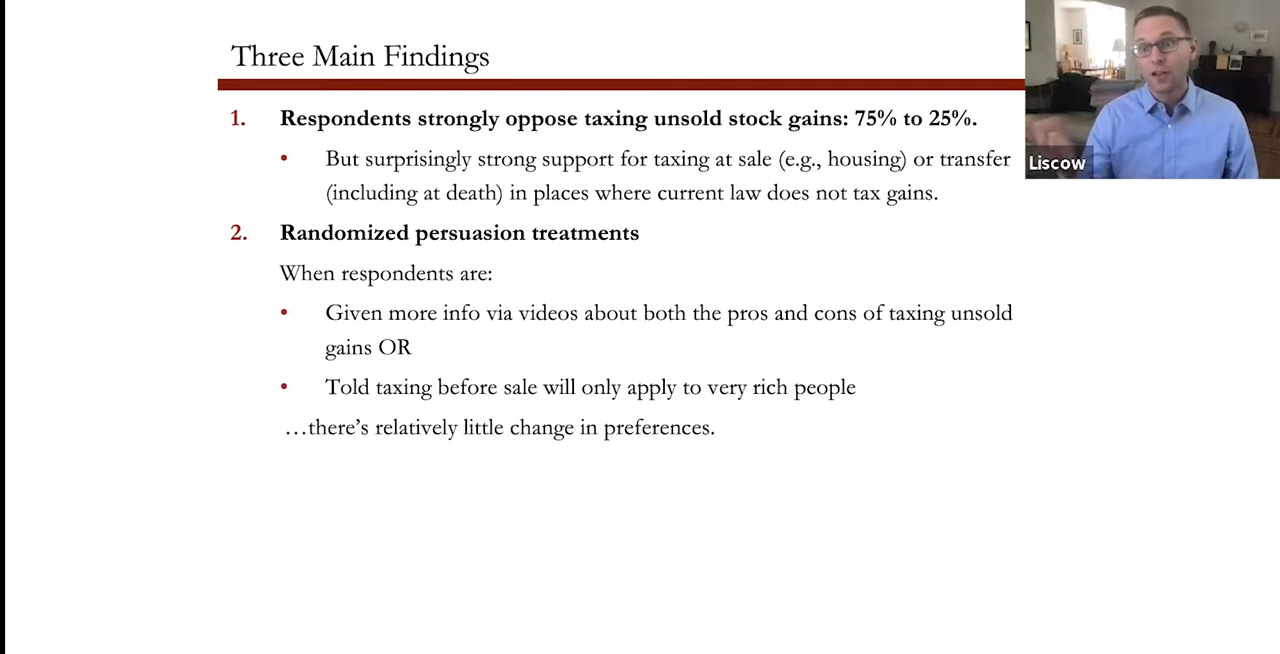 Three Main Findings
1. Respondents strongly oppose taxing unsold stock gains: 75% to 25%.
• But surprisingly strong support for taxing at sale (e.g., housing) or transfer
(including at death) in places where current law does not tax gains.
Liscow
2. Randomized persuasion treatments
When respondents are:
• Given more info via videos about both the pros and cons of taxing unsold
gains OR
• Told taxing before sale will only apply to very rich people
…there’s relatively little change in preferences.